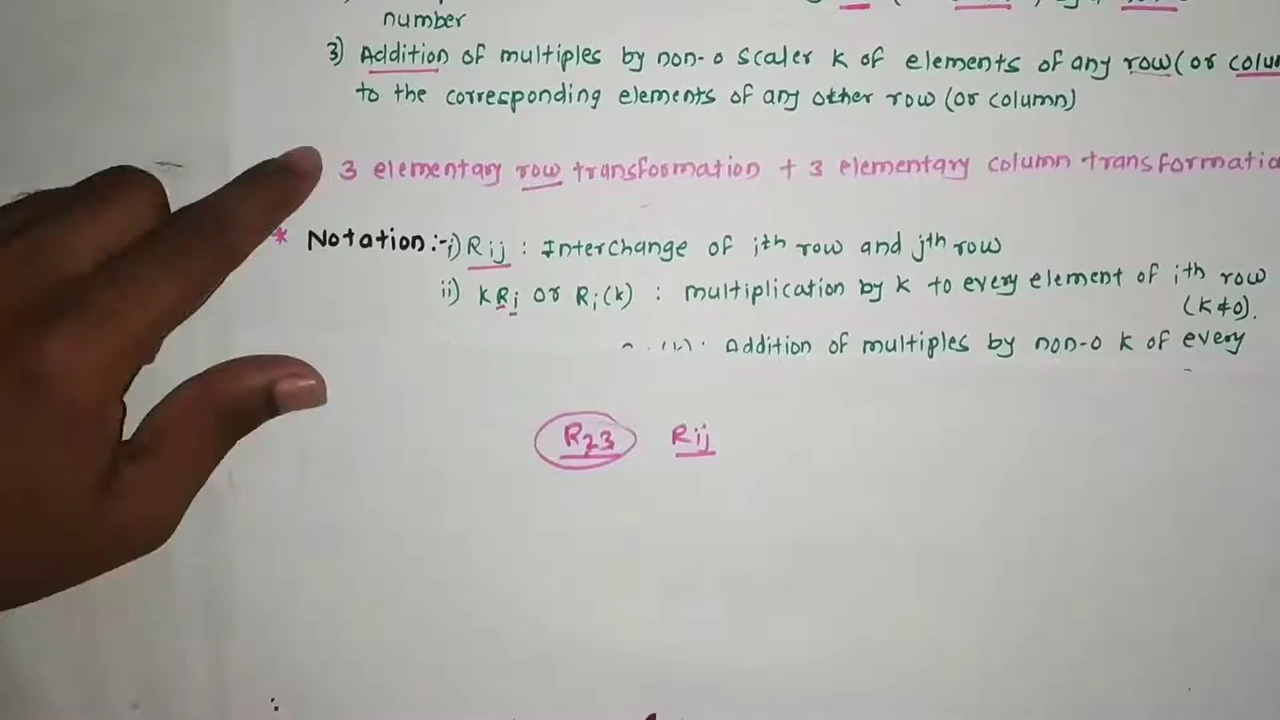 number
3) Addition of multiples by non-0 scaler k of elements of any row (or colu
to the corresponding elements of any other row (or column)
3 elementary row transformation + 3 elementary column transformatio
* Notation:- i) Rij : Interchange of ith row and jth row
ii) kRi or Ri(k) : multiplication by k to every element of ith row
(k≠0).
Addition of multiples by non-0 k of every
R23 Rij